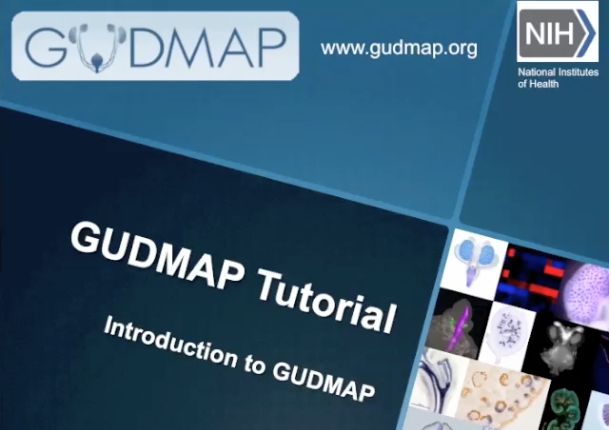 GUDMAP
www.gudmap.org
NIH
National Institutes
of Health
GUDMAP Tutorial
Introduction to GUDMAP